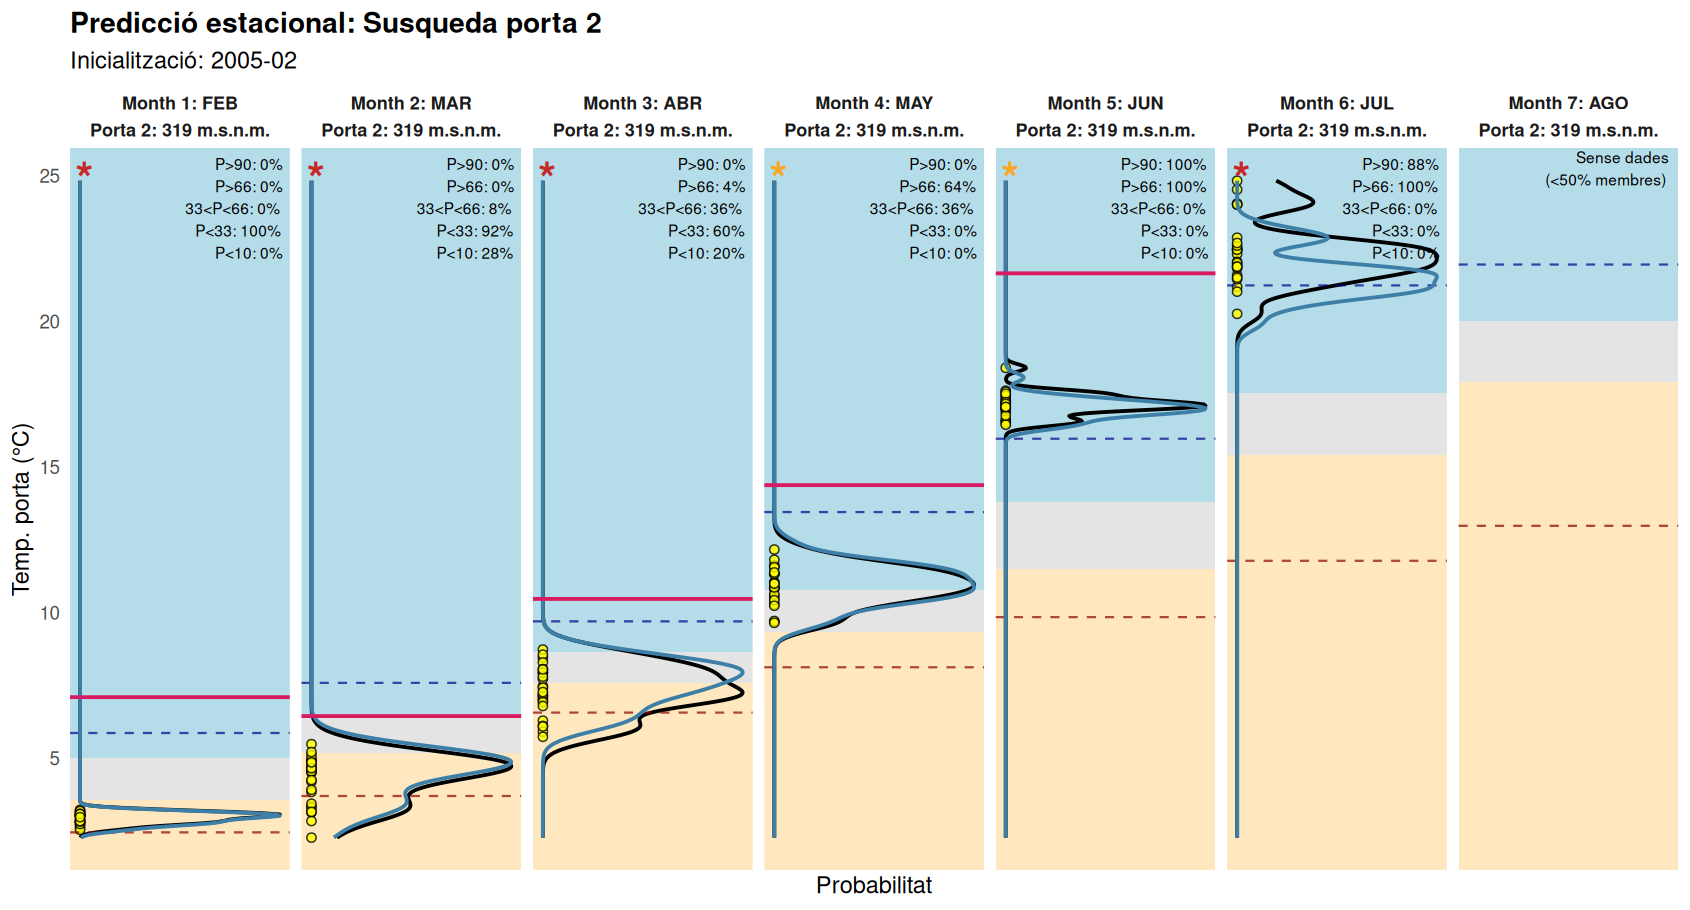 Predicció estacional: Susqueda porta 2
Inicialització: 2005-02
Month 1: FEB
Porta 2: 319 m.s.n.m.
Month 2: MAR
Porta 2: 319 m.s.n.m.
Month 3: ABR
Porta 2: 319 m.s.n.m.
Month 4: MAY
Porta 2: 319 m.s.n.m.
Month 5: JUN
Porta 2: 319 m.s.n.m.
Month 6: JUL
Porta 2: 319 m.s.n.m.
Month 7: AGO
Porta 2: 319 m.s.n.m.
Temp. porta (°C)
25
20
15
10
5
*
P>90: 0%
P>66: 0%
33<P<66: 0%
P<33: 100%
P<10: 0%
*
P>90: 0%
P>66: 0%
33<P<66: 8%
P<33: 92%
P<10: 28%
*
P>90: 0%
P>66: 4%
33<P<66: 36%
P<33: 60%
P<10: 20%
*
P>90: 0%
P>66: 64%
33<P<66: 36%
P<33: 0%
P<10: 0%
*
P>90: 100%
P>66: 100%
33<P<66: 0%
P<33: 0%
P<10: 0%
*
P>90: 88%
P>66: 100%
33<P<66: 0%
P<33: 0%
P<10: 0%
Sense dades
(<50% membres)
Probabilitat